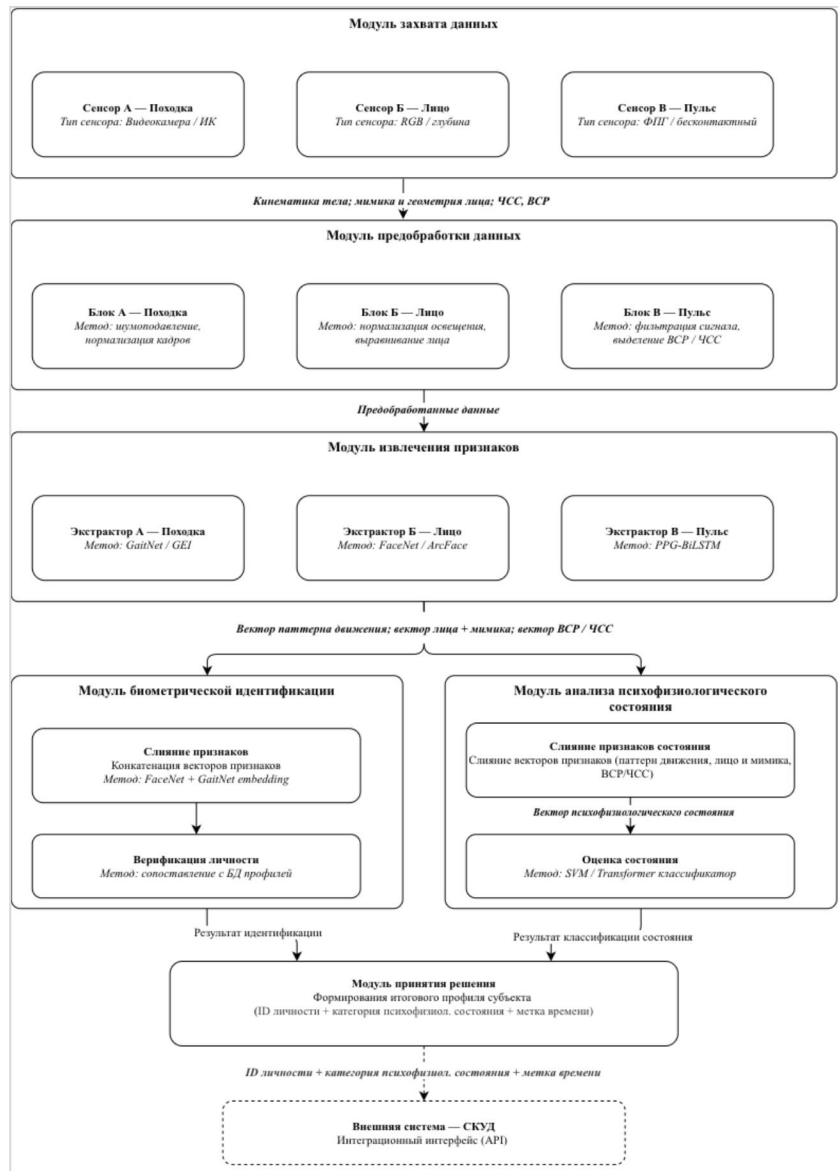 Модуль захвата данных
Сенсор А — Походка
Тип сенсора: Видеокамера / ИК
Сенсор Б — Лицо
Тип сенсора: RGB / глубина
Сенсор В — Пульс
Тип сенсора: ФПГ / бесконтактный
Кинематика тела; мимика и геометрия лица; ЧСС, ВСР
Модуль предобработки данных
Блок А — Походка
Метод: шумоподавление,
нормализация кадров
Блок Б — Лицо
Метод: нормализация освещения,
выравнивание лица
Блок В — Пульс
Метод: фильтрация сигнала,
выделение ВСР / ЧСС
Предобработанные данные
Модуль извлечения признаков
Экстрактор А — Походка
Метод: GaitNet / GEI
Экстрактор Б — Лицо
Метод: FaceNet / ArcFace
Экстрактор В — Пульс
Метод: PPG-BiLSTM
Вектор паттерна движения; вектор лица + мимика; вектор ВСР / ЧСС
Модуль биометрической идентификации
Слияние признаков
Конкатенация векторов признаков
Метод: FaceNet + GaitNet embedding
Верификация личности
Метод: сопоставление с БД профилей
Модуль анализа психофизиологического
состояния
Слияние признаков состояния
Слияние векторов признаков (паттерн движения, лицо и мимика,
ВСР/ЧСС)
Вектор психофизиологического состояния
Оценка состояния
Метод: SVM / Transformer классификатор
Результат идентификации
Результат классификации состояния
Модуль принятия решения
Формирования итогового профиля субъекта
(ID личности + категория психофизиол. состояния + метка времени)
ID личности + категория психофизиол. состояния + метка времени
Внешняя система — СКУД
Интеграционный интерфейс (API)